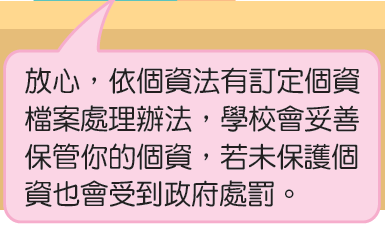 放心，依個資法有訂定個資
檔案處理辦法，學校會妥善
保管你的個資，若未保護個
資也會受到政府處罰。